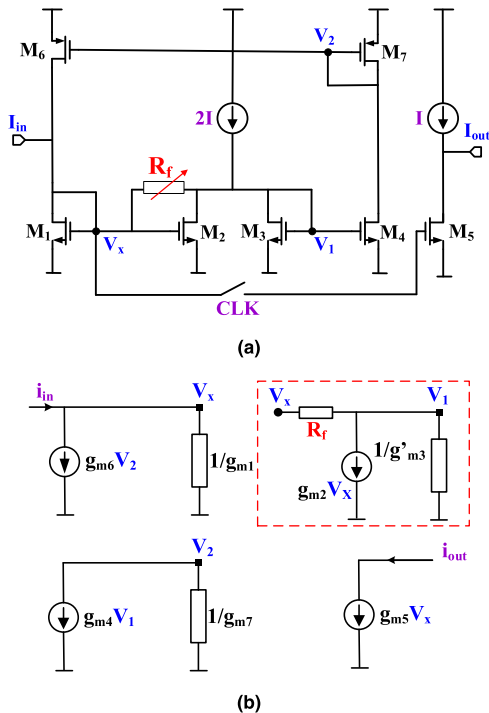 M6
V2
M7
Iin
2I
I
Iout
Rf
M1
Vx
M2
M3
V1
M4
M5
CLK
(a)
iin
Vx
gm6V2
1/gm1
Vx
Rf
V1
gm2VX
1/g'm3
V2
gm4V1
1/gm7
iout
gm5Vx
(b)